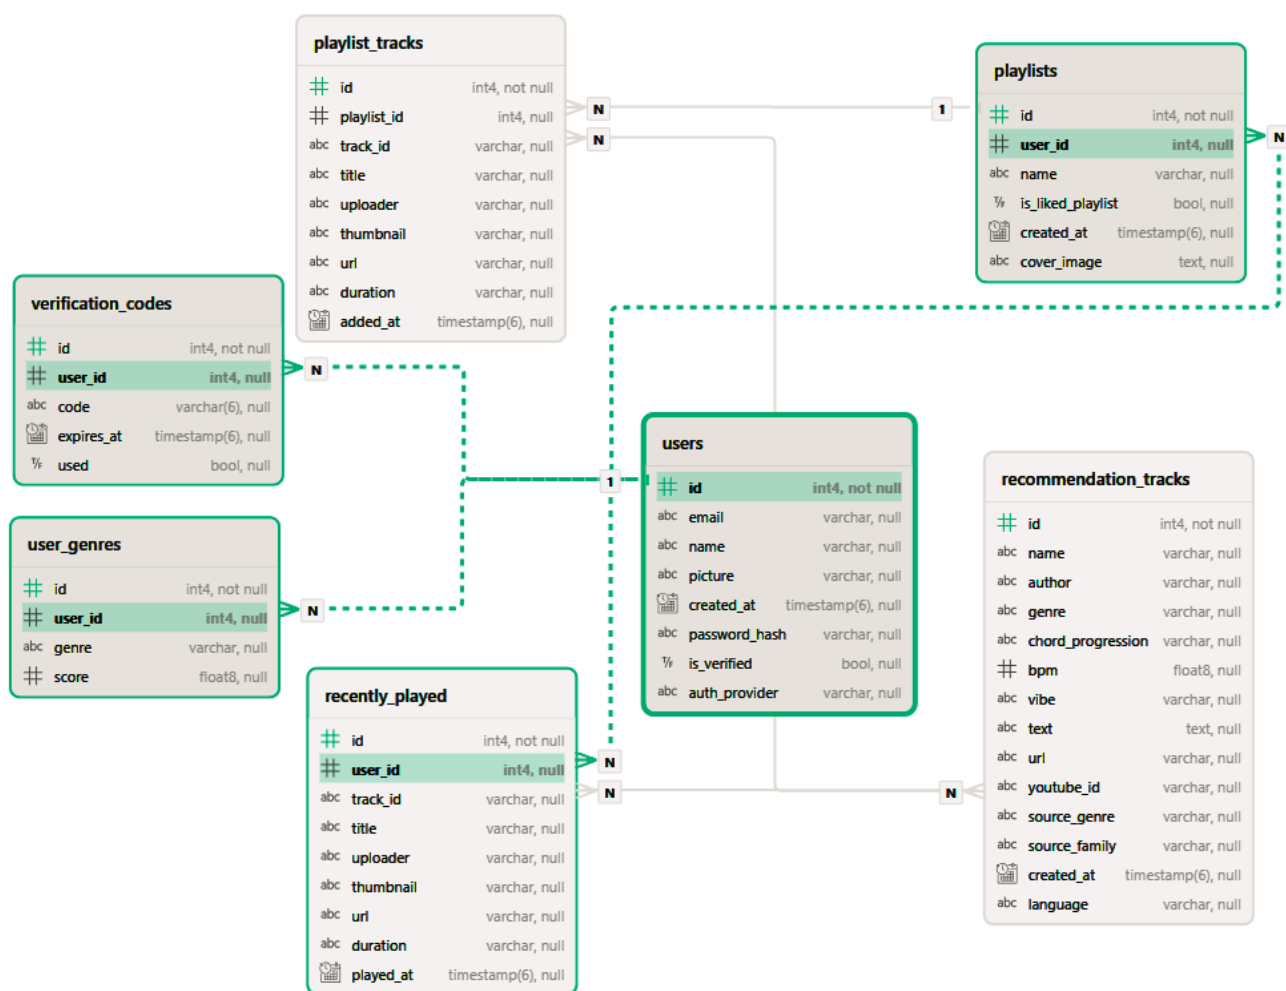 playlist_tracks
# id int4, not null
# playlist_id int4, null
abc track_id varchar, null
abc title varchar, null
abc uploader varchar, null
abc thumbnail varchar, null
abc url varchar, null
abc duration varchar, null
added_at timestamp(6), null
N
N
1
playlists
# id int4, not null
# user_id int4, null
abc name varchar, null
T/F is_liked_playlist bool, null
created_at timestamp(6), null
abc cover_image text, null
N
verification_codes
# id int4, not null
# user_id int4, null
abc code varchar(6), null
expires_at timestamp(6), null
T/F used bool, null
N
user_genres
# id int4, not null
# user_id int4, null
abc genre varchar, null
# score float8, null
N
1
users
# id int4, not null
abc email varchar, null
abc name varchar, null
abc picture varchar, null
created_at timestamp(6), null
abc password_hash varchar, null
T/F is_verified bool, null
abc auth_provider varchar, null
recently_played
# id int4, not null
# user_id int4, null
abc track_id varchar, null
abc title varchar, null
abc uploader varchar, null
abc thumbnail varchar, null
abc url varchar, null
abc duration varchar, null
played_at timestamp(6), null
N
N
N
recommendation_tracks
# id int4, not null
abc name varchar, null
abc author varchar, null
abc genre varchar, null
abc chord_progression varchar, null
# bpm float8, null
abc vibe varchar, null
abc text text, null
abc url varchar, null
abc youtube_id varchar, null
abc source_genre varchar, null
abc source_family varchar, null
created_at timestamp(6), null
abc language varchar, null